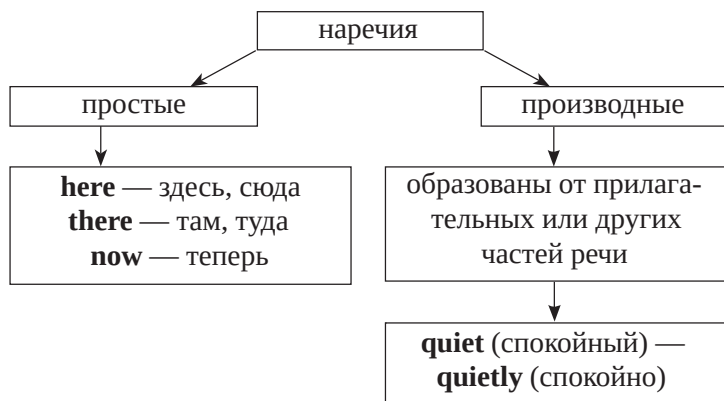 наречия
простые
производные
here — здесь, сюда
there — там, туда
now — теперь
образованы от прилага-
тельных или других
частей речи
quiet (спокойный) —
quietly (спокойно)